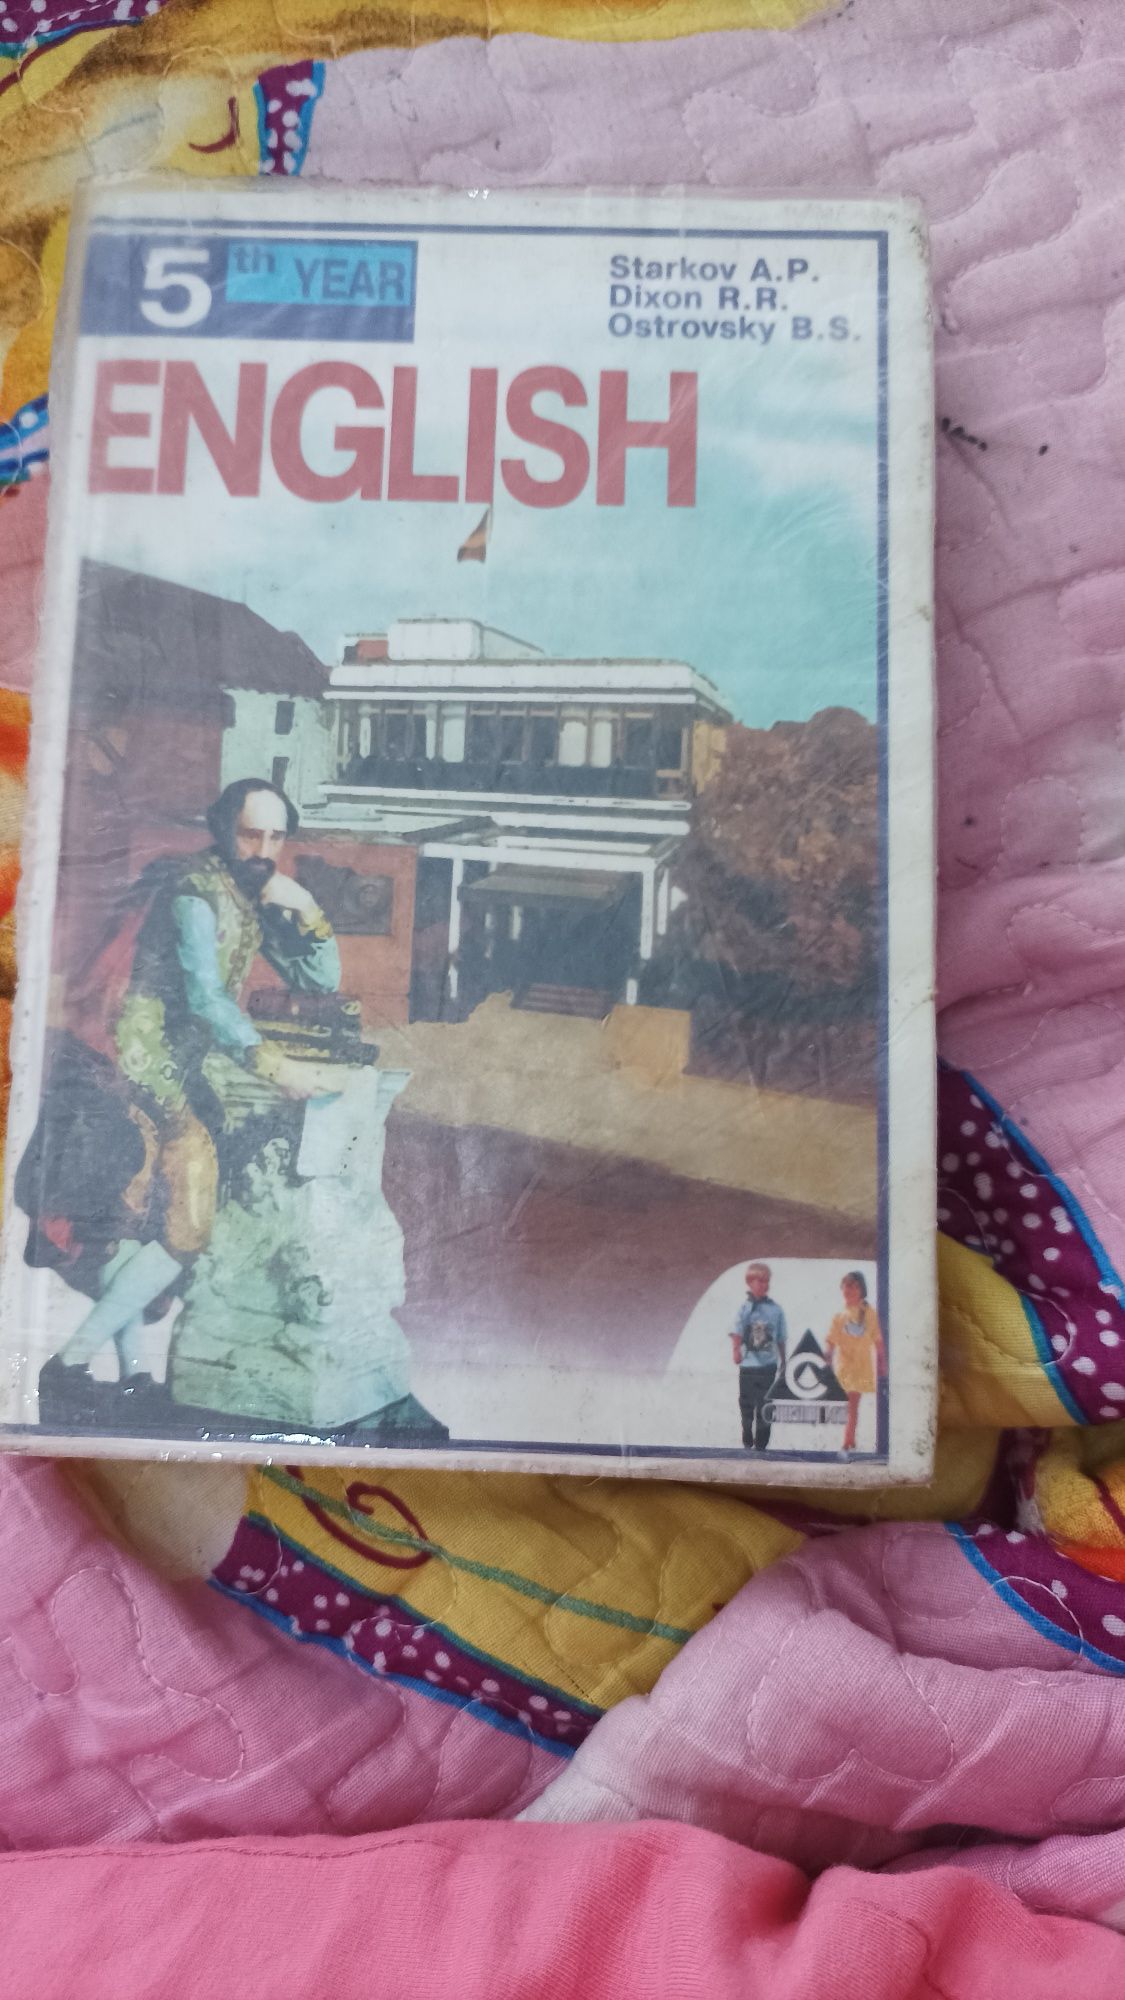 5th YEAR
Starkov A.P.
Dixon R.R.
Ostrovsky B.S.
ENGLISH